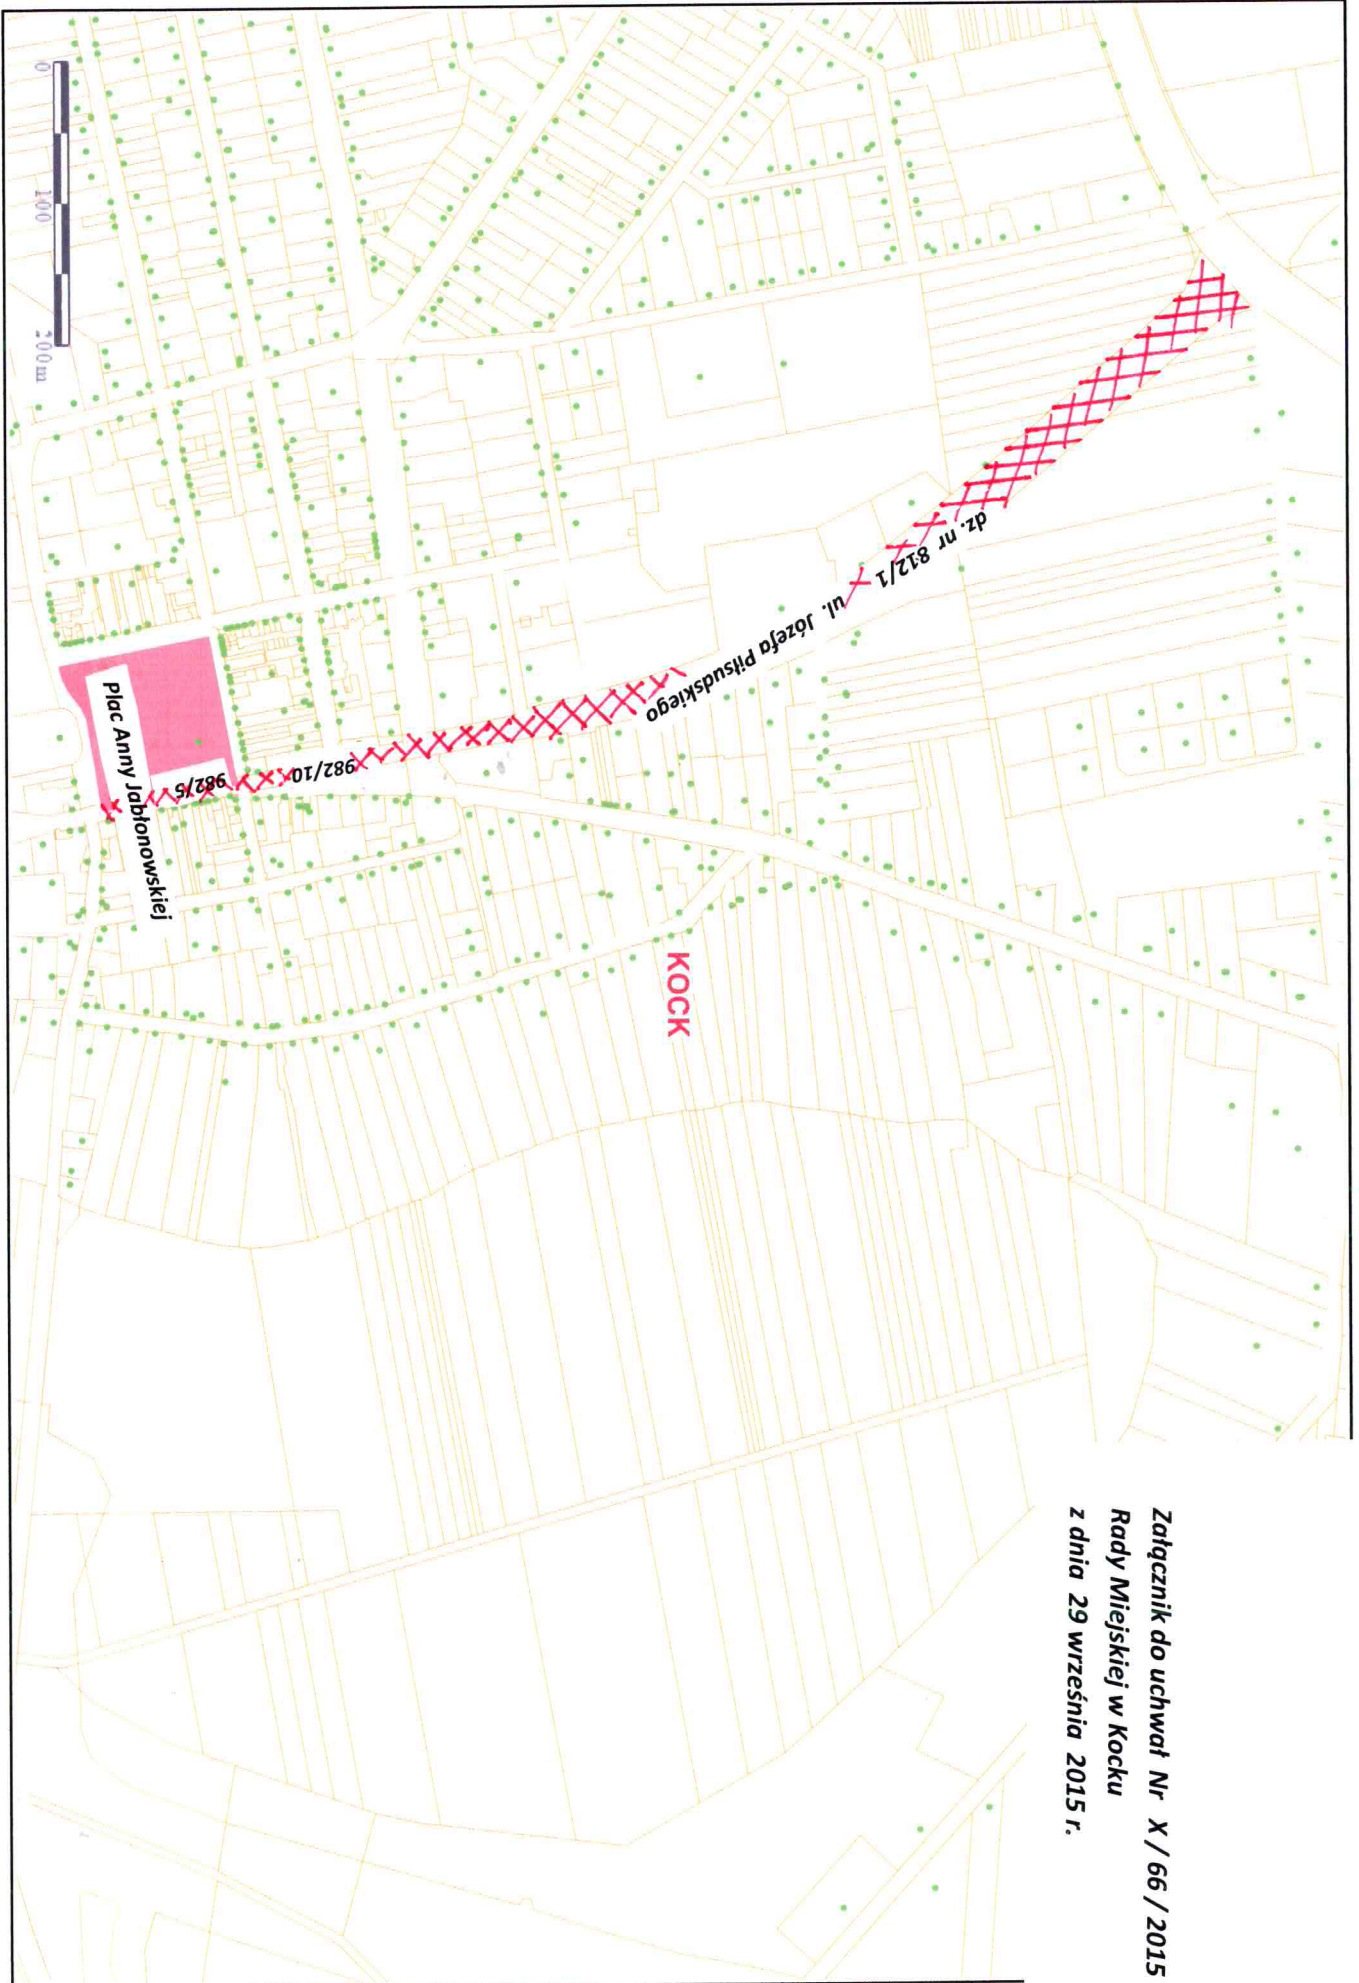 Załącznik do uchwał Nr X / 66 / 2015
Rady Miejskiej w Kocku
z dnia 29 września 2015 r.
dz. nr 812/1
ul. Józefa Piłsudskiego
KOCK
982/10
982/5
Plac Anny Jabłonowskiej
0 100 200m